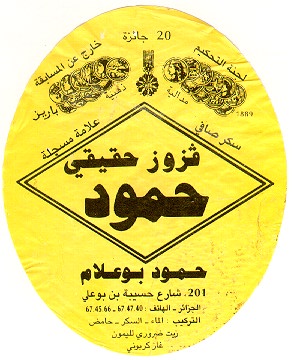 20 جائزة
خارج عن المسابقة
لجنة التحكيم
باريز
ذهبية
مدالية
1889
علامة مسجلة
سكر صافي
ڤزوز حقيقي
حمود
حمود بوعلام
201. شارع حسيبة بن بوعلي
الجزائر - الهاتف : 67.47.40 - 67.45.66
التركيب : الماء - السكر - حامض
زيت ضروري لليمون
غاز كربوني